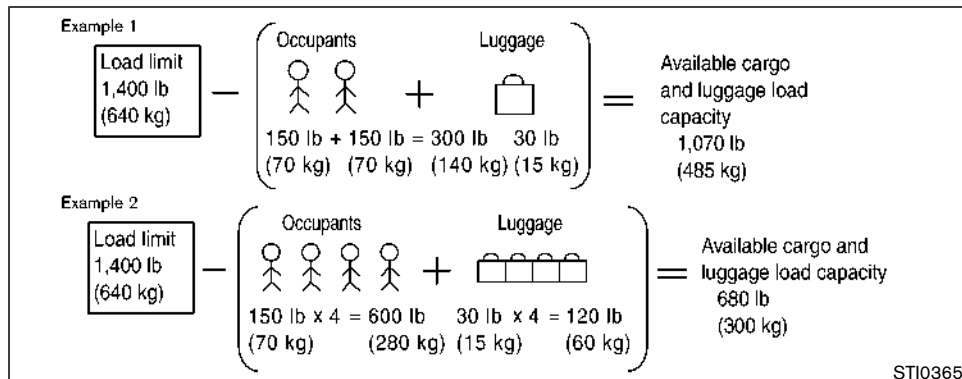 Example 1
Load limit
1,400 lb
(640 kg)
−
Occupants
+
Luggage
150 lb + 150 lb = 300 lb 30 lb
(70 kg) (70 kg) (140 kg) (15 kg)
=
Available cargo
and luggage load
capacity
1,070 lb
(485 kg)
Example 2
Load limit
1,400 lb
(640 kg)
−
Occupants
+
Luggage
150 lb x 4 = 600 lb 30 lb x 4 = 120 lb
(70 kg) (280 kg) (15 kg) (60 kg)
=
Available cargo and
luggage load capacity
680 lb
(300 kg)
STI0365